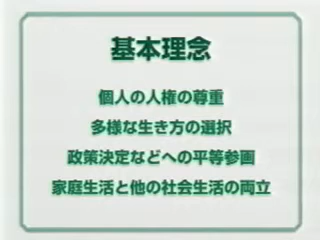 基本理念
個人の人権の尊重
多様な生き方の選択
政策決定などへの平等参画
家庭生活と他の社会生活の両立